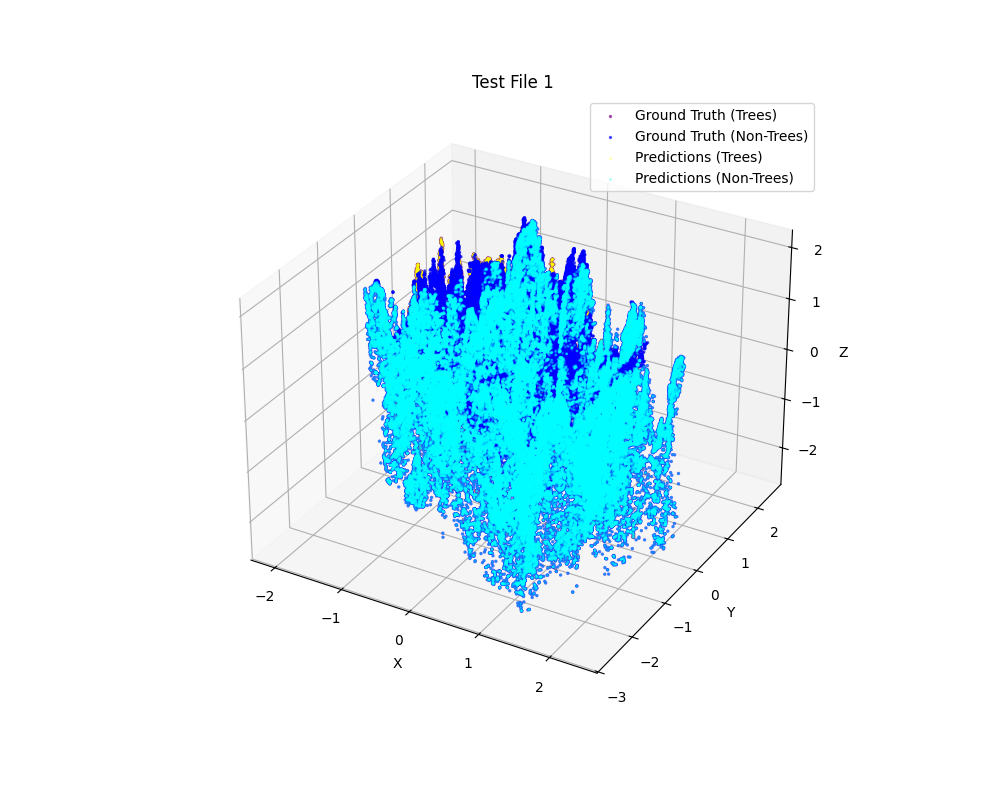 Test File 1
Ground Truth (Trees)
Ground Truth (Non-Trees)
Predictions (Trees)
Predictions (Non-Trees)
2
1
0
Z
−1
−2
−2
−1
0
1
2
X
−3
−2
−1
0
1
2
Y